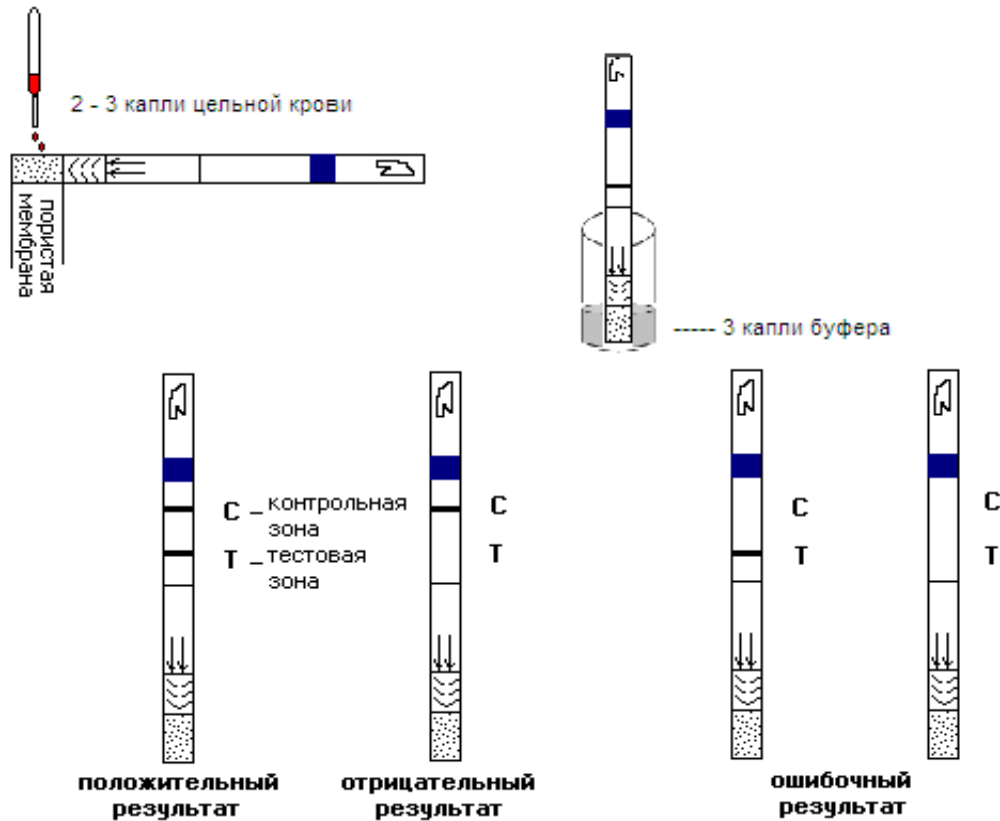 2 - 3 капли цельной крови
пористая
мембрана
----- 3 капли буфера
C – контрольная
зона
T – тестовая
зона
C
T
C
T
C
T
положительный
результат
отрицательный
результат
ошибочный
результат